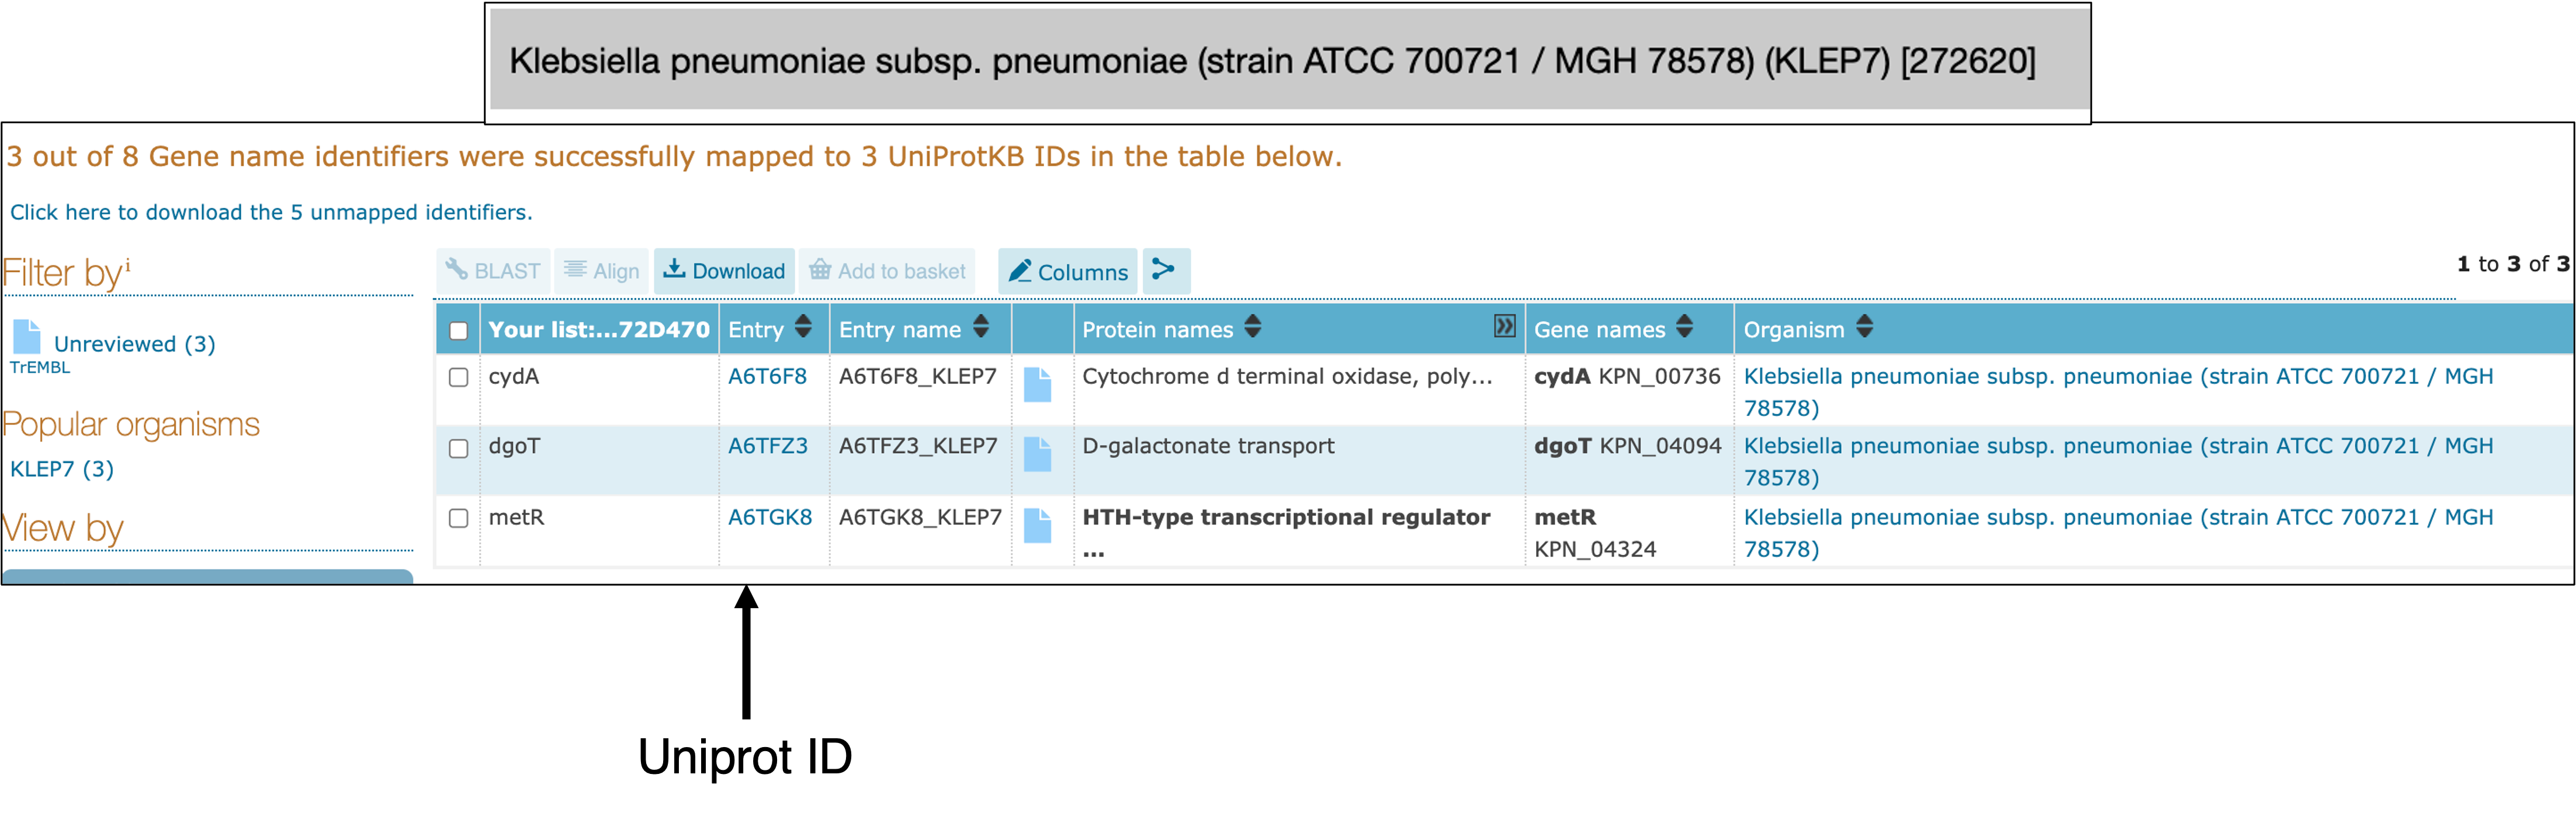 Klebsiella pneumoniae subsp. pneumoniae (strain ATCC 700721 / MGH 78578) (KLEP7) [272620]
3 out of 8 Gene name identifiers were successfully mapped to 3 UniProtKB IDs in the table below.
Click here to download the 5 unmapped identifiers.
Filter by i
Unreviewed (3)
TrEMBL
Popular organisms
KLEP7 (3)
View by
BLAST Align Download Add to basket Columns
1 to 3 of 3
Your list:...72D470 Entry Entry name Protein names Gene names Organism
cydA A6T6F8 A6T6F8_KLEP7 Cytochrome d terminal oxidase, poly... cydA KPN_00736 Klebsiella pneumoniae subsp. pneumoniae (strain ATCC 700721 / MGH
78578)
dgoT A6TFZ3 A6TFZ3_KLEP7 D-galactonate transport dgoT KPN_04094 Klebsiella pneumoniae subsp. pneumoniae (strain ATCC 700721 / MGH
78578)
metR A6TGK8 A6TGK8_KLEP7 HTH-type transcriptional regulator metR Klebsiella pneumoniae subsp. pneumoniae (strain ATCC 700721 / MGH
... KPN_04324 78578)
Uniprot ID